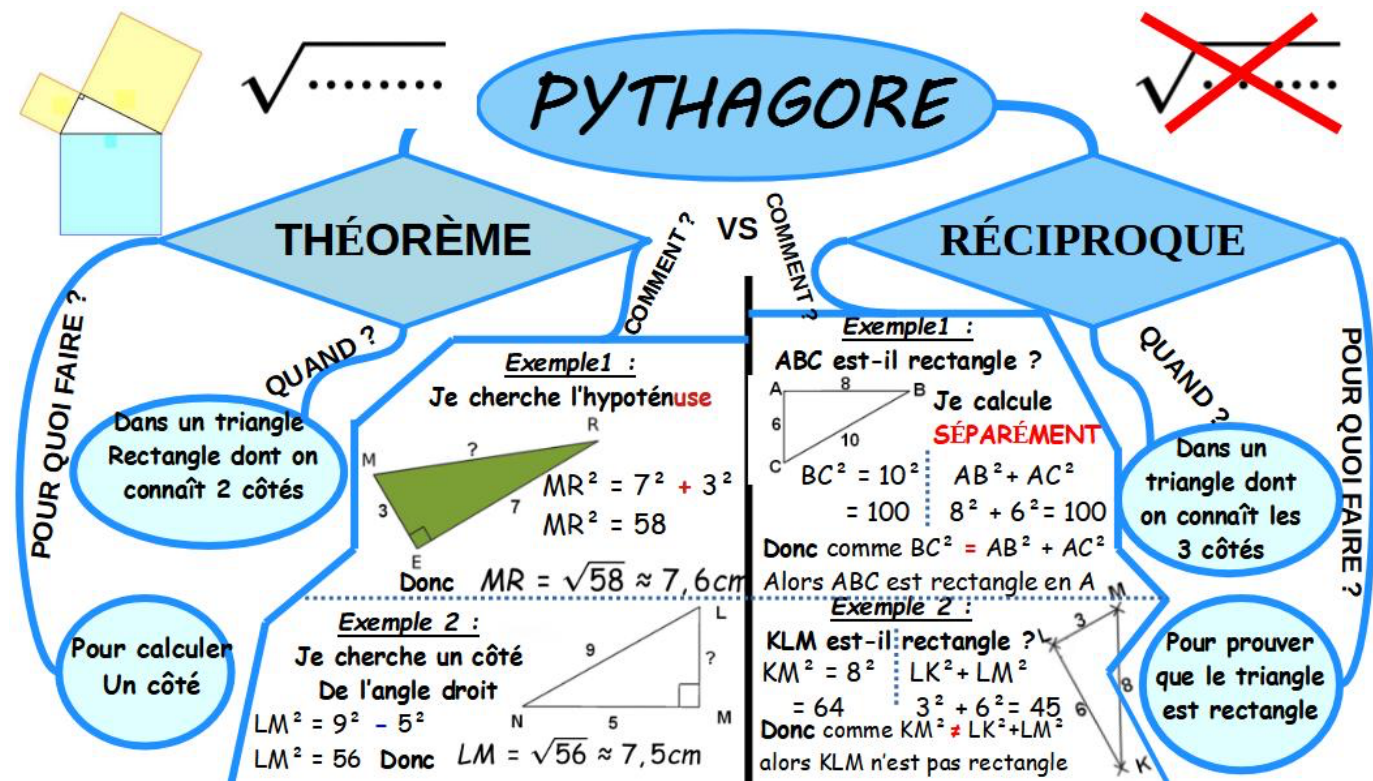 PYTHAGORE
√........
√........
THÉORÈME
VS
RÉCIPROQUE
POUR QUOI FAIRE ?
QUAND ?
COMMENT ?
Dans un triangle
Rectangle dont on
connaît 2 côtés
Pour calculer
Un côté
Exemple1 :
Je cherche l'hypoténuse
R
?
M
3
7
E
MR² = 7² + 3²
MR² = 58
Donc MR = √58 ≈ 7,6cm
Exemple 2 :
Je cherche un côté
De l'angle droit
L
9
?
N
5
M
LM² = 9² - 5²
LM² = 56 Donc LM = √56 ≈ 7,5cm
COMMENT ?
QUAND ?
POUR QUOI FAIRE ?
Exemple1 :
ABC est-il rectangle ?
A
8
B
6
10
C
Je calcule
SÉPARÉMENT
BC² = 10² AB² + AC²
= 100 8² + 6² = 100
Donc comme BC² = AB² + AC²
Alors ABC est rectangle en A
Exemple 2 :
KLM est-il rectangle ?
KM² = 8² LK² + LM²
= 64 3² + 6² = 45
Donc comme KM² ≠ LK²+LM²
alors KLM n'est pas rectangle
M
3
L
8
6
K
Dans un
triangle dont
on connaît les
3 côtés
Pour prouver
que le triangle
est rectangle